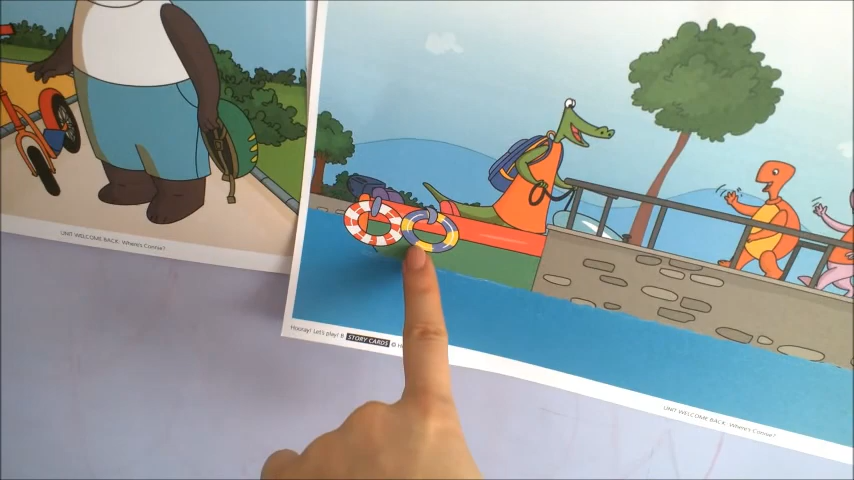 UNIT WELCOME BACK: Where's Connie?
Hooray! Let's play! B STORY CARDS ©
UNIT WELCOME BACK: Where's Connie?